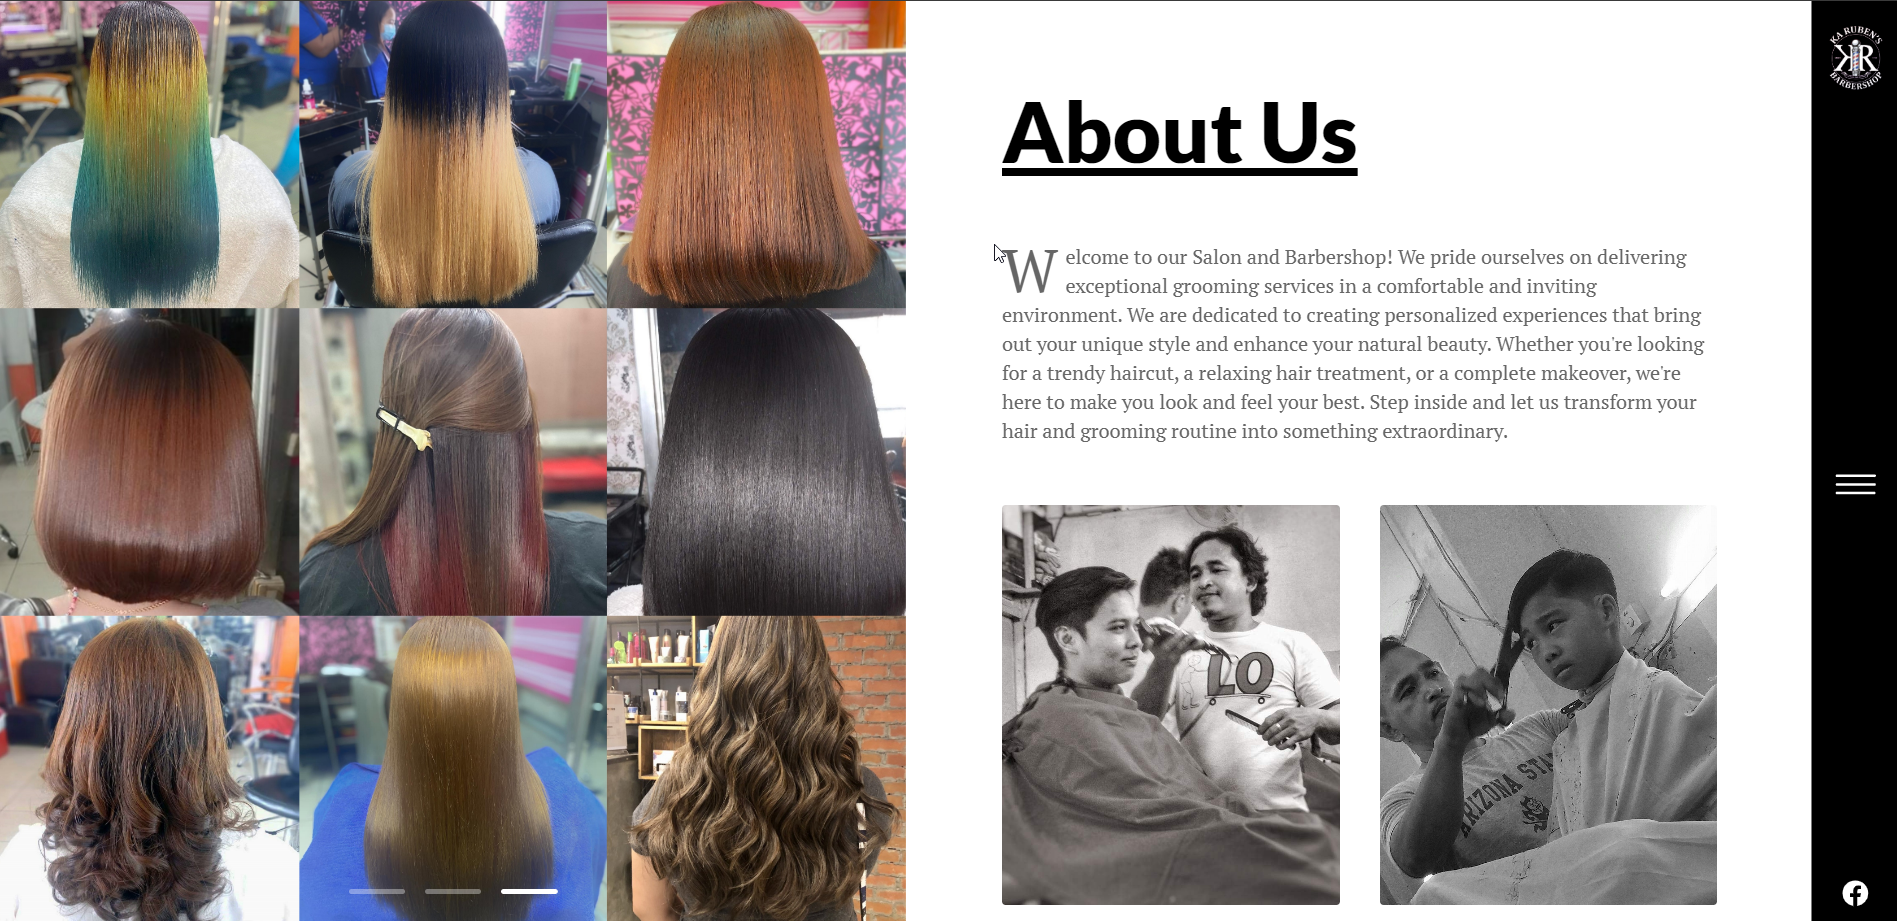 About Us
Welcome to our Salon and Barbershop! We pride ourselves on delivering
exceptional grooming services in a comfortable and inviting
environment. We are dedicated to creating personalized experiences that bring
out your unique style and enhance your natural beauty. Whether you're looking
for a trendy haircut, a relaxing hair treatment, or a complete makeover, we're
here to make you look and feel your best. Step inside and let us transform your
hair and grooming routine into something extraordinary.
LO
ARIZONA STA
KA RUBEN'S
KR
BARBERSHOP